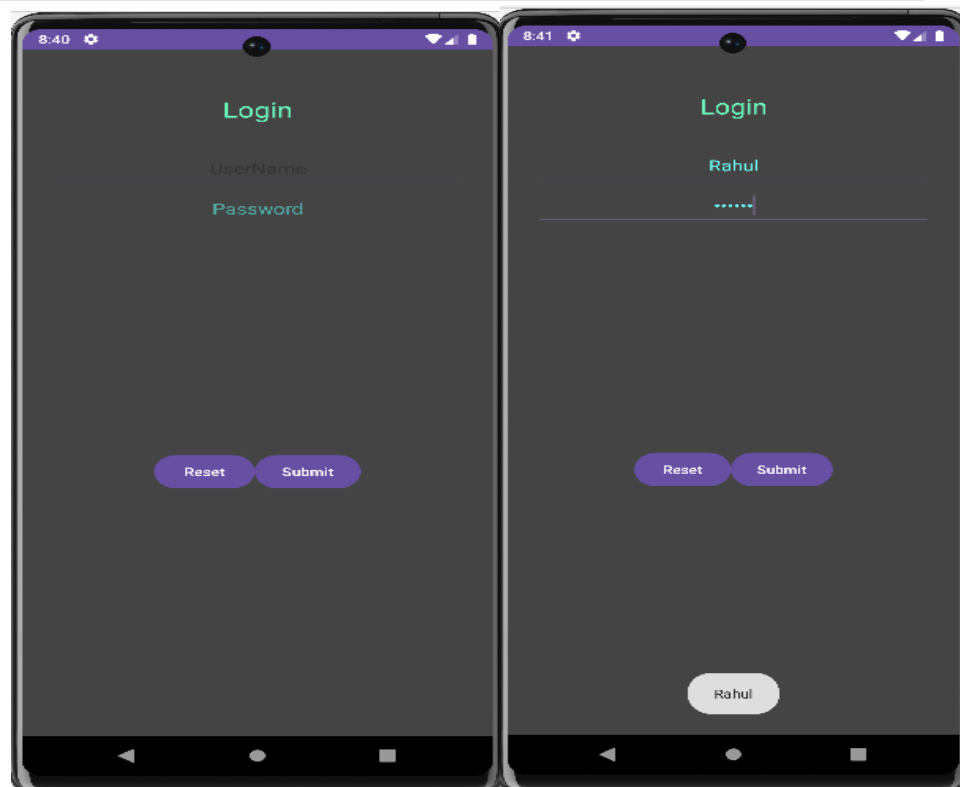 8:40
Login
UserName
Password
Reset Submit
8:41
Login
Rahul
••••••
Reset Submit
Rahul